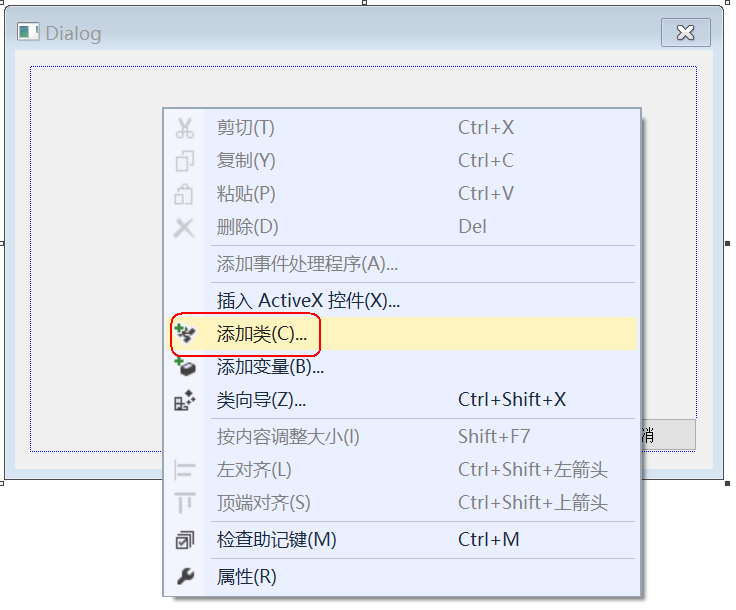 Dialog
剪切(T) Ctrl+X
复制(Y) Ctrl+C
粘贴(P) Ctrl+V
删除(D) Del
添加事件处理程序(A)...
插入 ActiveX 控件(X)...
添加类(C)...
添加变量(B)...
类向导(Z)... Ctrl+Shift+X
按内容调整大小(I) Shift+F7
左对齐(L) Ctrl+Shift+左箭头
顶端对齐(S) Ctrl+Shift+上箭头
检查助记键(M) Ctrl+M
属性(R)
消